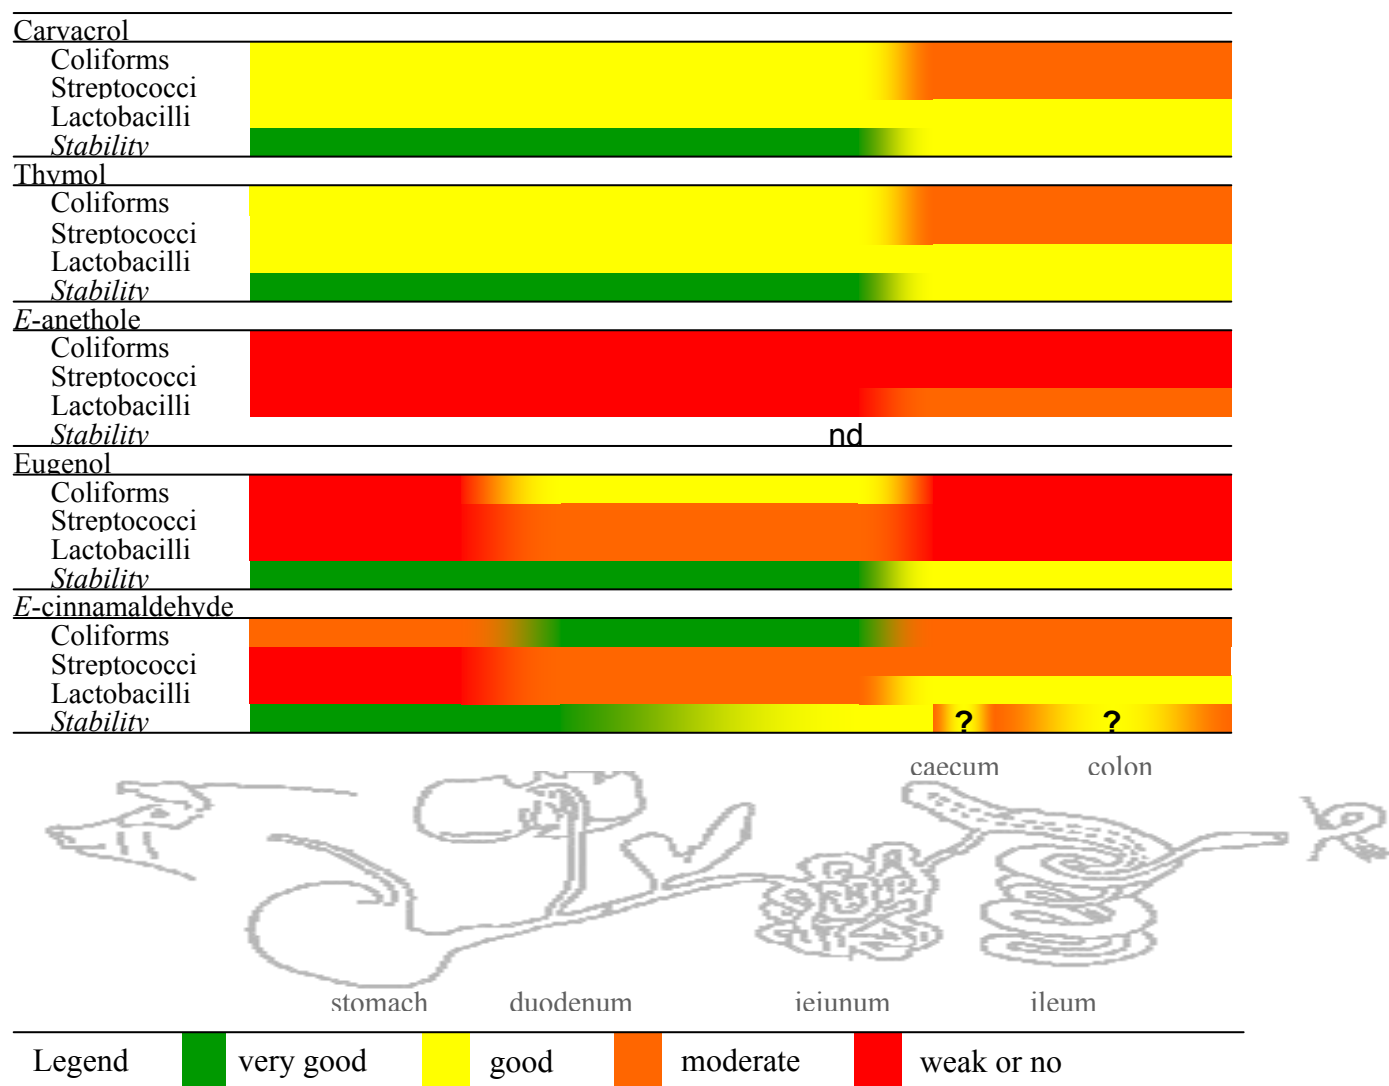 Carvacrol
Coliforms
Streptococci
Lactobacilli
Stability
Thymol
Coliforms
Streptococci
Lactobacilli
Stability
E-anethole
Coliforms
Streptococci
Lactobacilli
Stability nd
Eugenol
Coliforms
Streptococci
Lactobacilli
Stability
E-cinnamaldehyde
Coliforms
Streptococci
Lactobacilli
Stability ? ?
caecum colon
stomach duodenum jejunum ileum
Legend very good good moderate weak or no